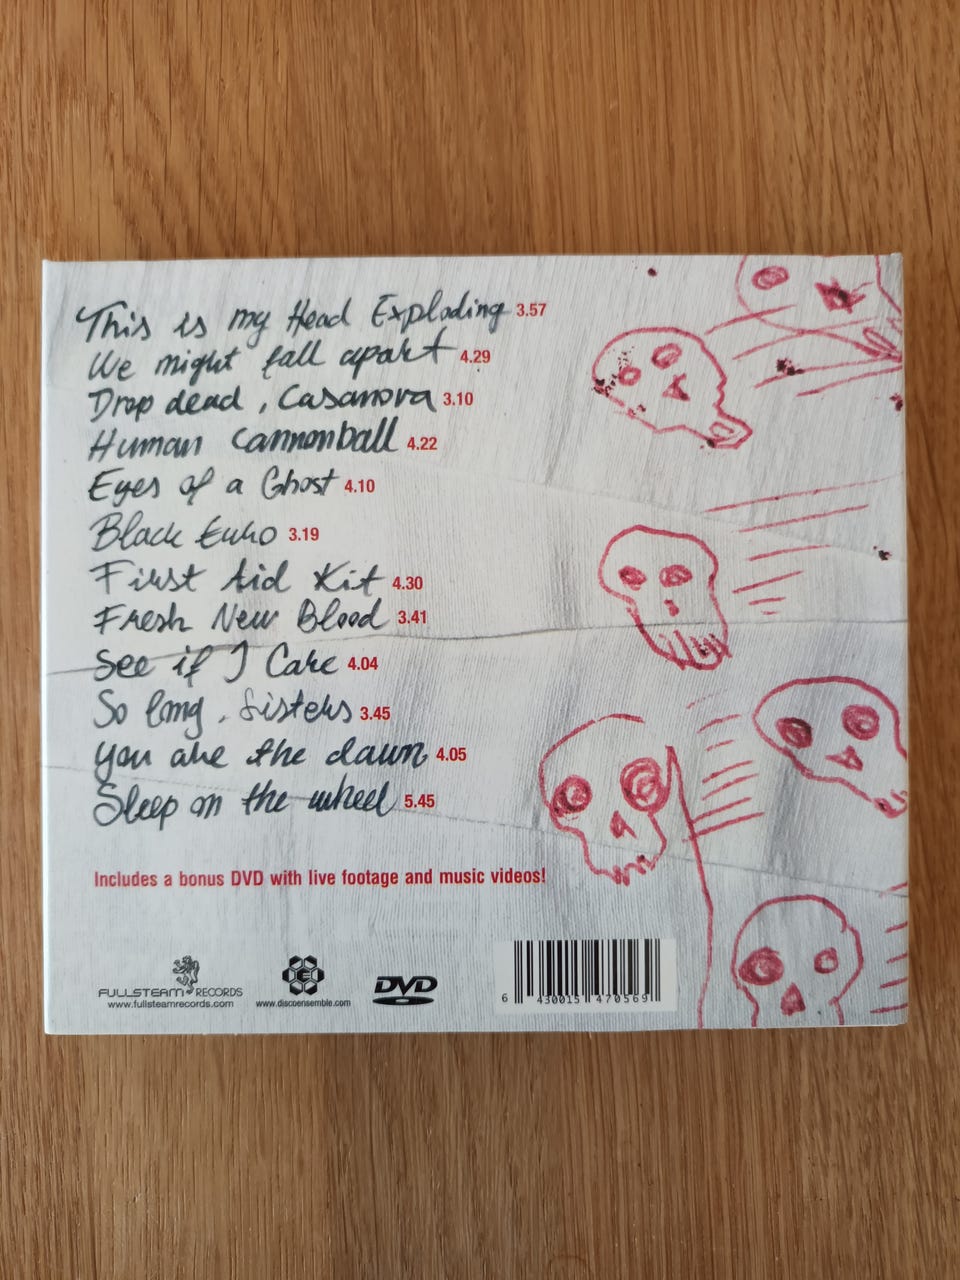 This is my Head Exploding 3.57
We might fall apart 4.29
Drop dead, Casanova 3.10
Human Cannonball 4.22
Eyes of a Ghost 4.10
Black Euro 3.19
First Aid Kit 4.30
Fresh New Blood 3.41
See if I Care 4.04
So long, Sisters 3.45
you are the dawn 4.05
Sleep on the wheel 5.45
Includes a bonus DVD with live footage and music videos!
FULLSTEAM RECORDS
www.fullsteamrecords.com
E
www.discoensemble.com
DVD
6 430015 470569